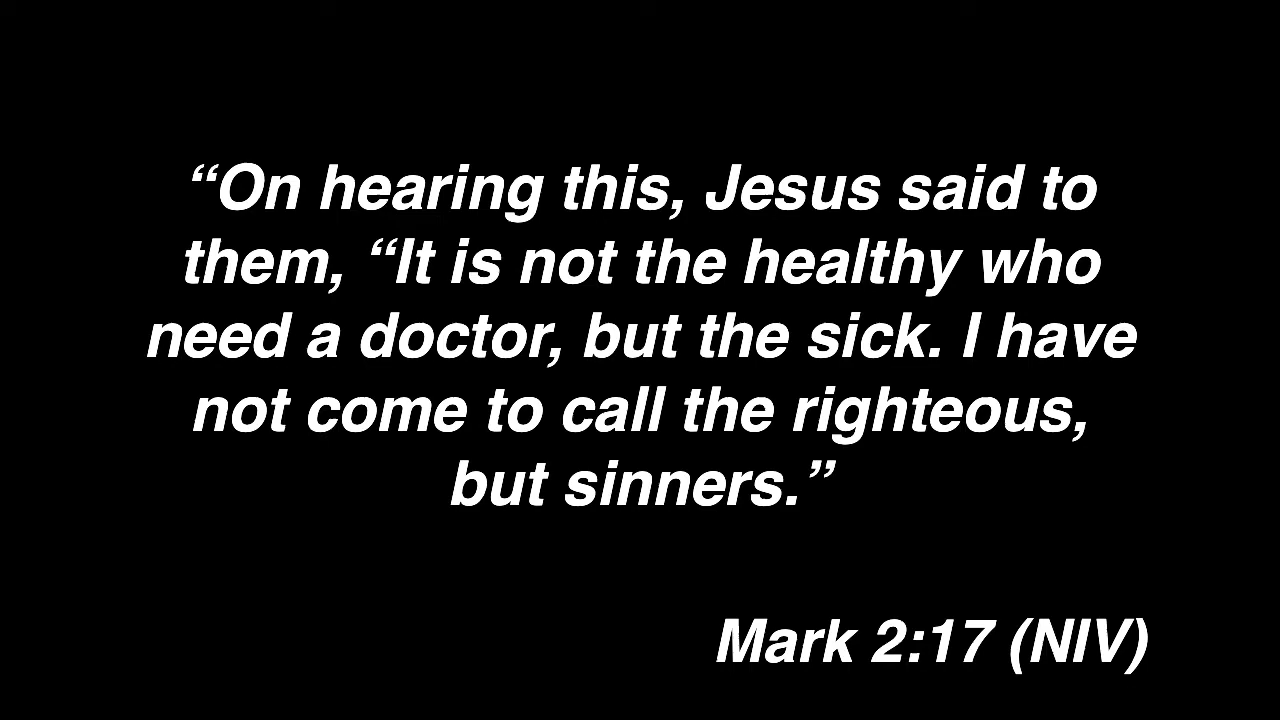 “On hearing this, Jesus said to
them, “It is not the healthy who
need a doctor, but the sick. I have
not come to call the righteous,
but sinners.”
Mark 2:17 (NIV)